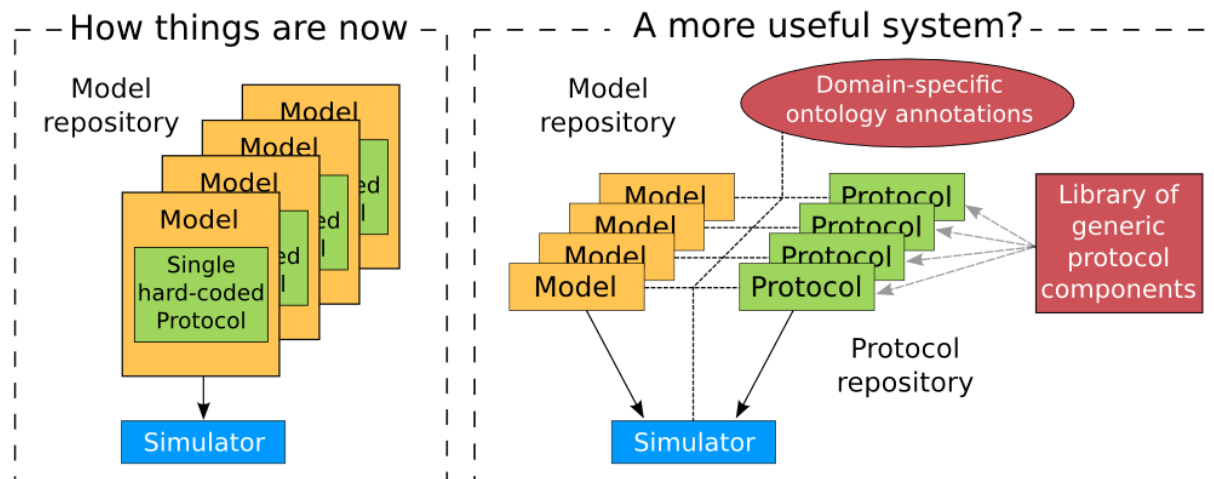 How things are now
Model
repository
Model
Model
ed
l
Model
ed
l
Model
Single
hard-coded
Protocol
Simulator
A more useful system?
Model
repository
Domain-specific
ontology annotations
Model
Model
Model
Model
Protocol
Protocol
Protocol
Protocol
Library of
generic
protocol
components
Protocol
repository
Simulator